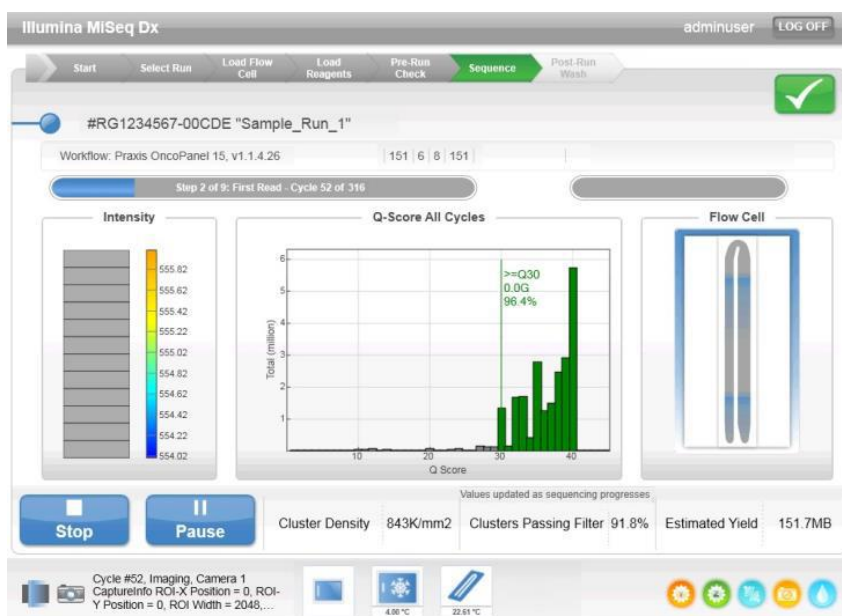 Illumina MiSeq Dx
adminuser LOG OFF
Start
Select Run
Load Flow
Cell
Load
Reagents
Pre-Run
Check
Sequence
Post-Run
Wash
#RG1234567-00CDE "Sample_Run_1"
Workflow: Praxis OncoPanel 15, v1.1.4.26
151 | 6 | 8 | 151
Step 2 of 9: First Read - Cycle 52 of 316
Intensity
555.82
555.62
555.42
555.22
555.02
554.82
554.62
554.42
554.22
554.02
Q-Score All Cycles
>=Q30
0.0G
96.4%
Total (million)
6
5
4
3
2
1
10 20 30 40
Q Score
Flow Cell
Values updated as sequencing progresses
Stop
Pause
Cluster Density 843K/mm2
Clusters Passing Filter 91.8%
Estimated Yield 151.7MB
Cycle #52, Imaging, Camera 1
CaptureInfo ROI-X Position = 0, ROI-
Y Position = 0, ROI Width = 2048,...
4.00 °C
22.51 °C